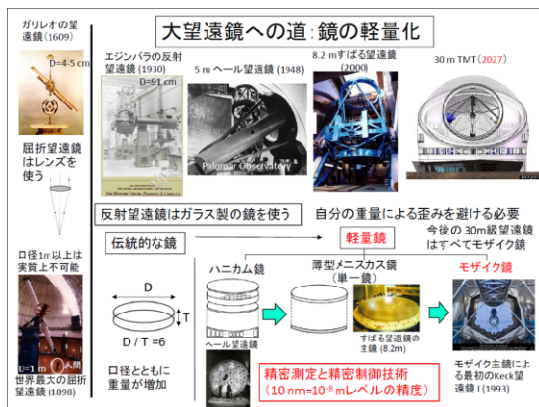 大望遠鏡への道：鏡の軽量化
ガリレオの望
遠鏡(1609)
D=4-5 cm
エジンバラの反射
望遠鏡(1930)
D=91 cm
5 m ヘール望遠鏡 (1948)
Palomar Observatory
8.2 mすばる望遠鏡
(2000)
30 m TMT (2027)
屈折望遠鏡
はレンズを
使う
口径1m以上は
実質上不可能
D=1 m
人間
世界最大の屈折
望遠鏡(1898)
反射望遠鏡はガラス製の鏡を使う
自分の重量による歪みを避ける必要
伝統的な鏡
D
T
D / T =6
口径とともに
重量が増加
軽量鏡
今後の 30m級望遠鏡
はすべてモザイク鏡
ハニカム鏡
ヘール望遠鏡
薄型メニスカス鏡
(単一鏡)
すばる望遠鏡の
主鏡 (8.2m)
モザイク鏡
モザイク主鏡によ
る最初のKeck望
遠鏡 I (1993)
精密測定と精密制御技術
(10 nm=10⁻⁸ mレベルの精度)